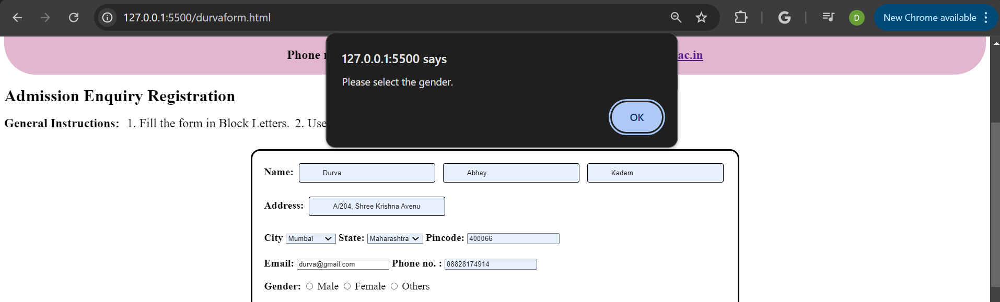 127.0.0.1:5500/durvaform.html
G
D
New Chrome available
127.0.0.1:5500 says
Please select the gender.
OK
Phone
ac.in
Admission Enquiry Registration
General Instructions: 1. Fill the form in Block Letters. 2. Use
Name: Durva Abhay Kadam
Address: A/204, Shree Krishna Avenu
City Mumbai State: Maharashtra Pincode: 400066
Email: durva@gmail.com Phone no. : 08828174914
Gender: Male Female Others